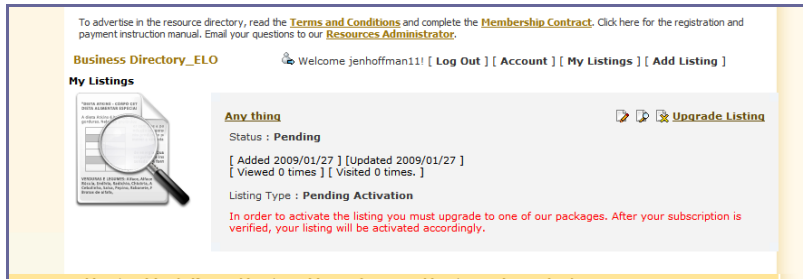 To advertise in the resource directory, read the Terms and Conditions and complete the Membership Contract. Click here for the registration and
payment instruction manual. Email your questions to our Resources Administrator.
Business Directory_ELO
Welcome jenhoffman11! [ Log Out ] [ Account ] [ My Listings ] [ Add Listing ]
My Listings
Any thing
Upgrade Listing
Status : Pending
[ Added 2009/01/27 ] [Updated 2009/01/27 ]
[ Viewed 0 times ] [ Visited 0 times. ]
Listing Type : Pending Activation
In order to activate the listing you must upgrade to one of our packages. After your subscription is
verified, your listing will be activated accordingly.